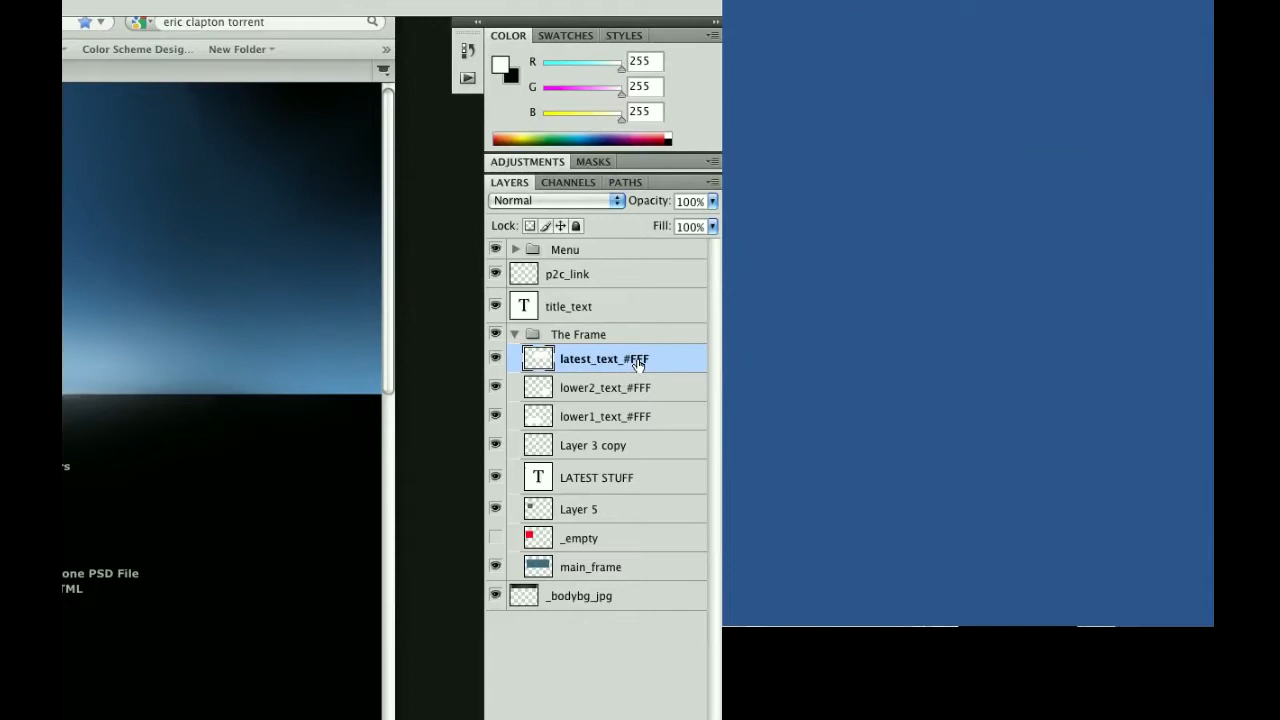 eric clapton torrent
Color Scheme Desig... New Folder
rs
one PSD File
TML
COLOR SWATCHES STYLES
R 255
G 255
B 255
ADJUSTMENTS MASKS
LAYERS CHANNELS PATHS
Normal Opacity: 100%
Lock: Fill: 100%
Menu
p2c_link
T title_text
The Frame
latest_text_#FFF
lower2_text_#FFF
lower1_text_#FFF
Layer 3 copy
T LATEST STUFF
Layer 5
_empty
main_frame
_bodybg_jpg